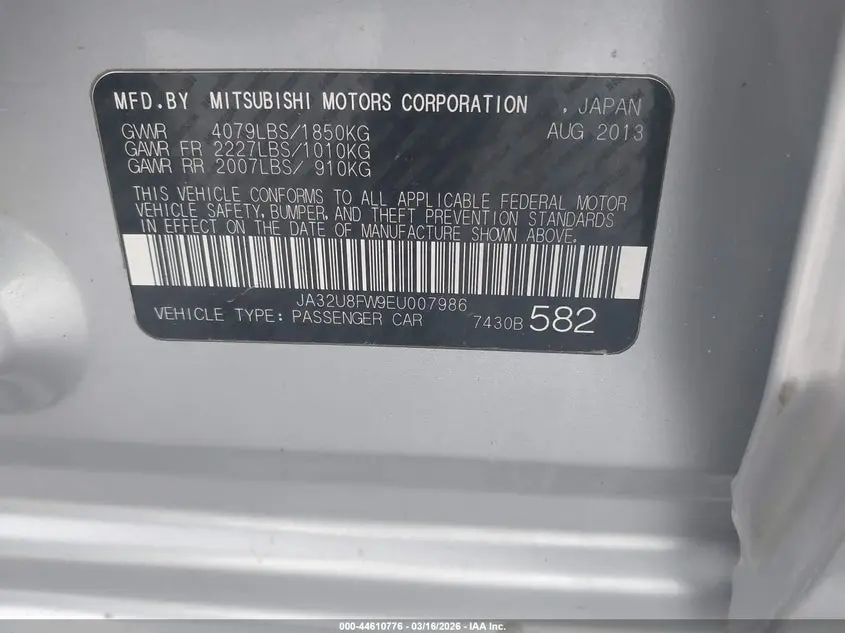 MFD.BY MITSUBISHI MOTORS CORPORATION , JAPAN
GVWR 4079LBS/1850KG AUG 2013
GAWR FR 2227LBS/1010KG
GAWR RR 2007LBS/ 910KG
THIS VEHICLE CONFORMS TO ALL APPLICABLE FEDERAL MOTOR
VEHICLE SAFETY, BUMPER, AND THEFT PREVENTION STANDARDS
IN EFFECT ON THE DATE OF MANUFACTURE SHOWN ABOVE.
JA32U8FW9EU007986
VEHICLE TYPE: PASSENGER CAR 7430B 582
000-44610776 - 03/16/2026 - IAA Inc.